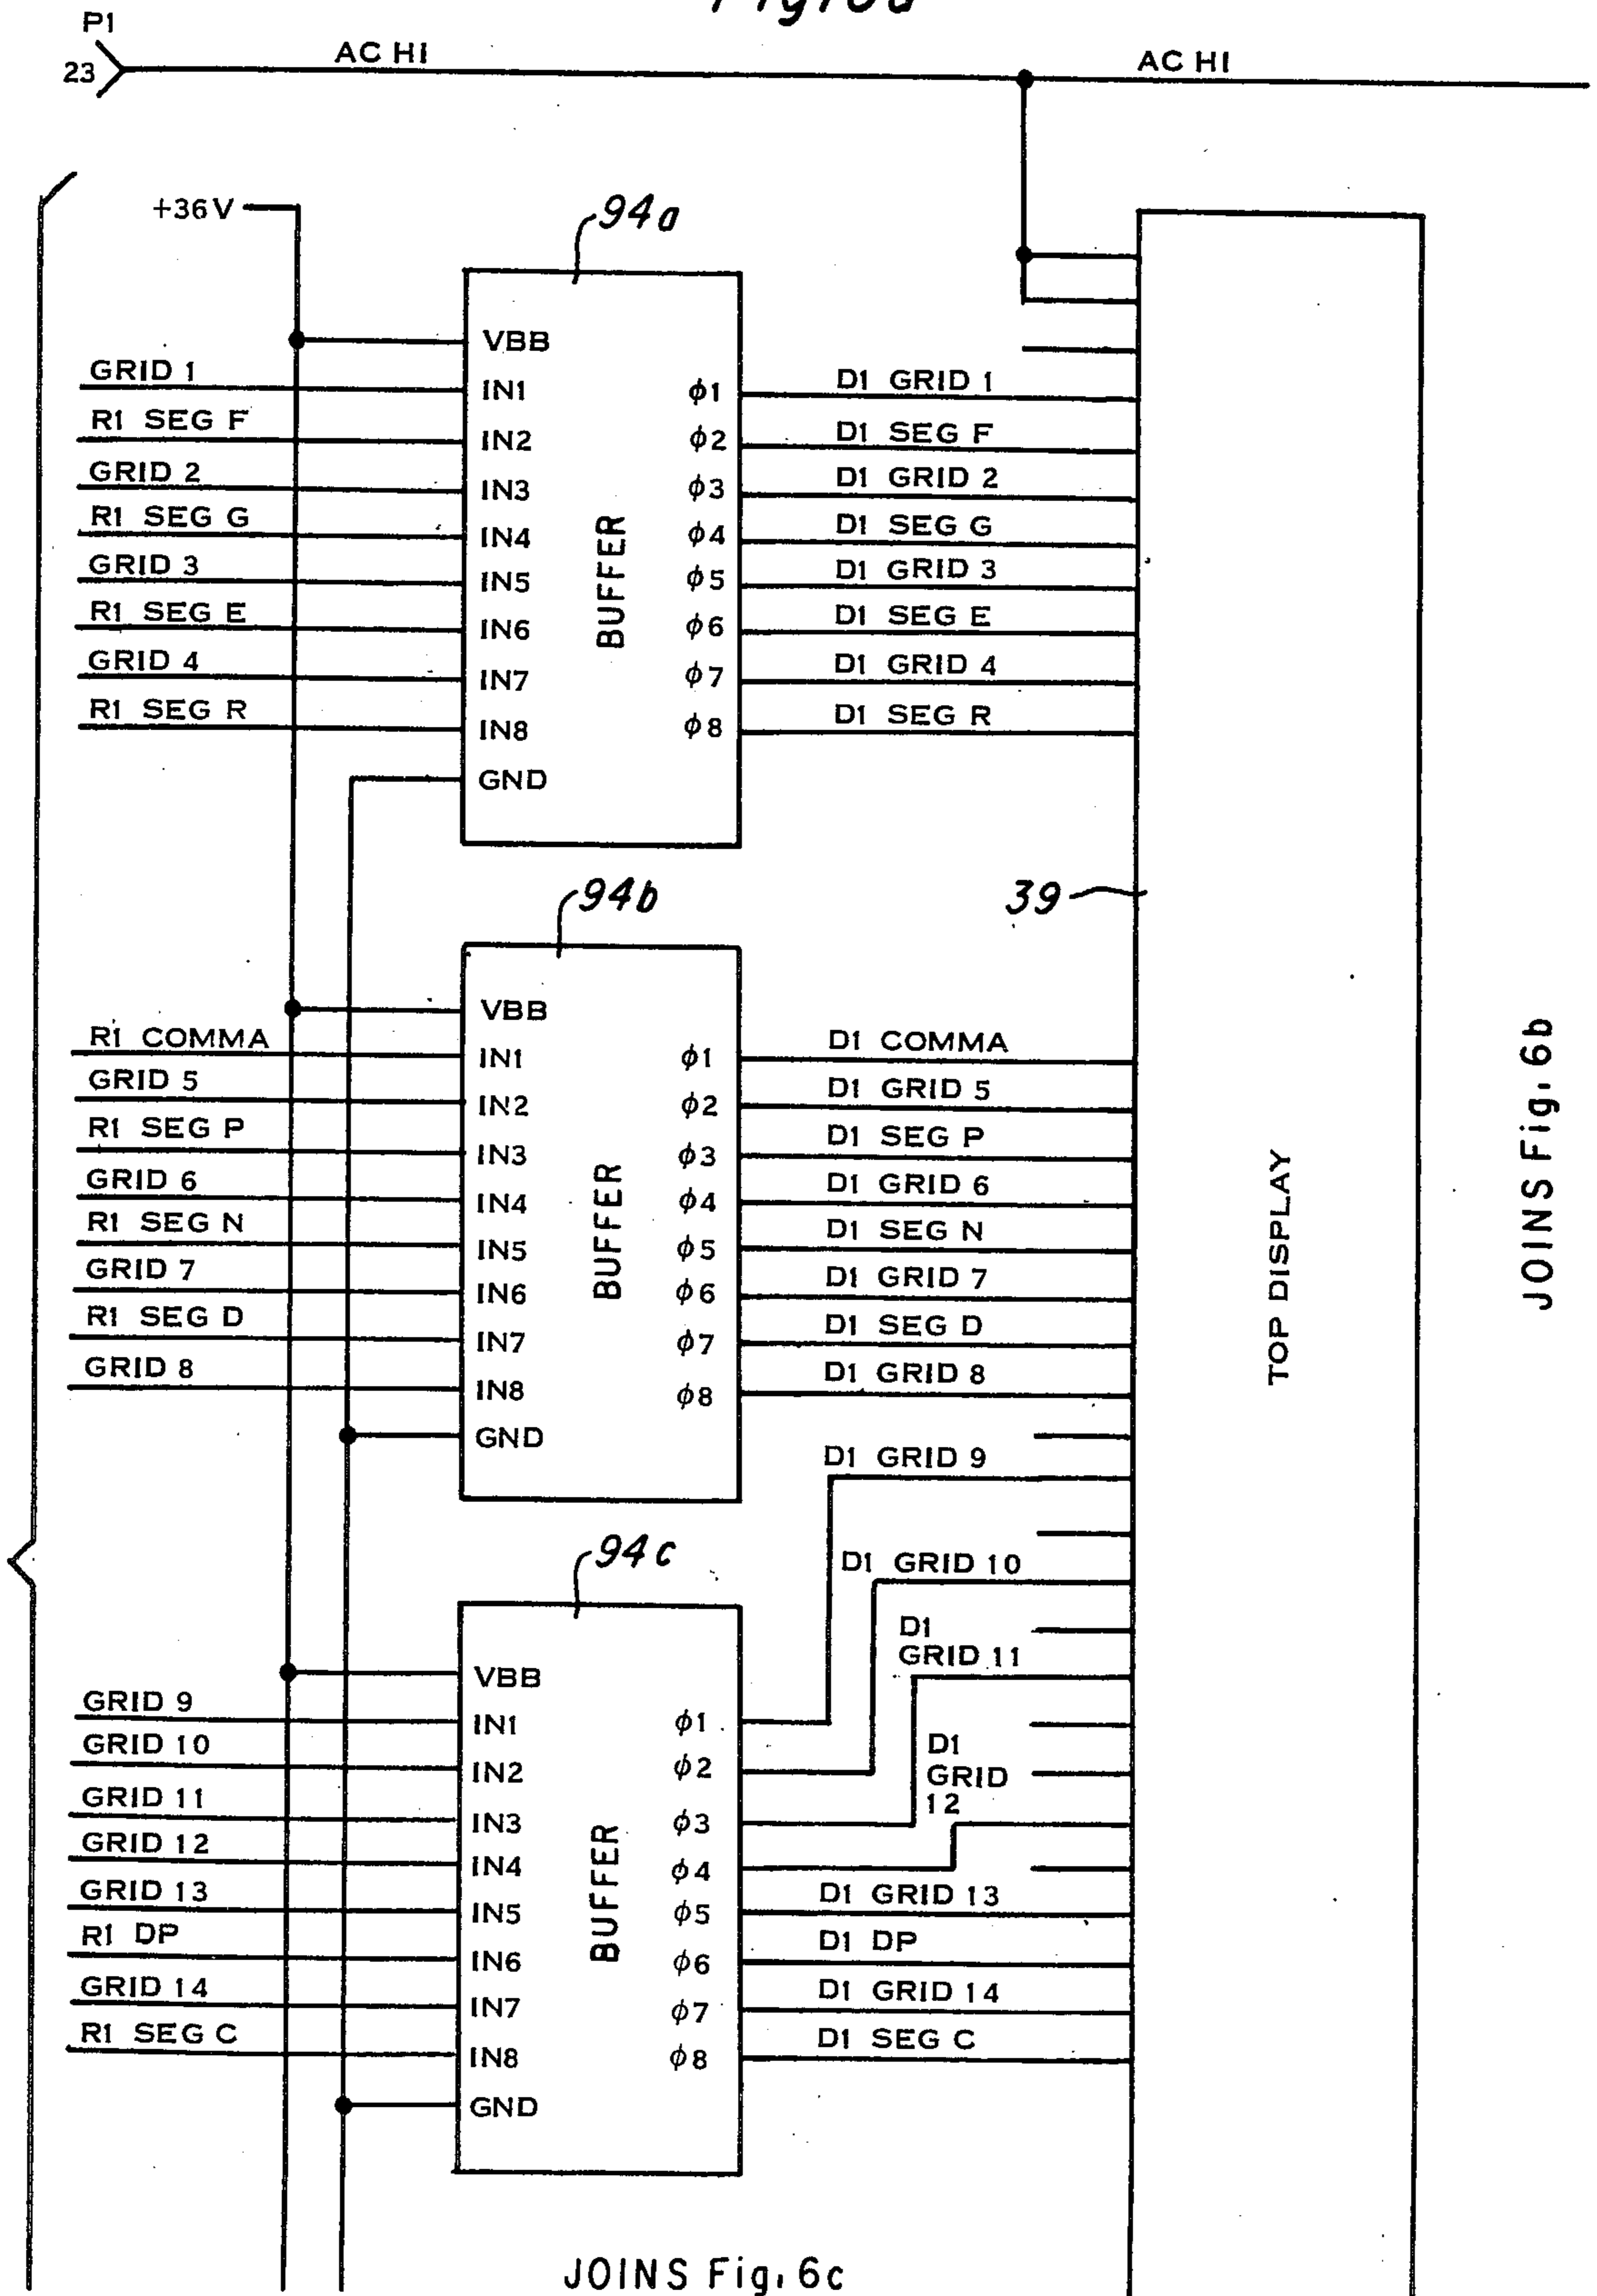 Fig. 6a
P1
23
AC HI
AC HI
+36V
94a
VBB
GRID 1
IN1
φ1
D1 GRID 1
R1 SEG F
IN2
φ2
D1 SEG F
GRID 2
IN3
φ3
D1 GRID 2
R1 SEG G
IN4
φ4
D1 SEG G
GRID 3
IN5
φ5
D1 GRID 3
R1 SEG E
IN6
φ6
D1 SEG E
GRID 4
IN7
φ7
D1 GRID 4
R1 SEG R
IN8
φ8
D1 SEG R
GND
BUFFER
94b
39
VBB
R1 COMMA
IN1
φ1
D1 COMMA
GRID 5
IN2
φ2
D1 GRID 5
R1 SEG P
IN3
φ3
D1 SEG P
GRID 6
IN4
φ4
D1 GRID 6
R1 SEG N
IN5
φ5
D1 SEG N
GRID 7
IN6
φ6
D1 GRID 7
R1 SEG D
IN7
φ7
D1 SEG D
GRID 8
IN8
φ8
D1 GRID 8
GND
BUFFER
TOP DISPLAY
JOINS Fig. 6b
D1 GRID 9
94c
D1 GRID 10
D1
GRID 11
D1
GRID
12
VBB
GRID 9
IN1
φ1
GRID 10
IN2
φ2
GRID 11
IN3
φ3
GRID 12
IN4
φ4
GRID 13
IN5
φ5
D1 GRID 13
R1 DP
IN6
φ6
D1 DP
GRID 14
IN7
φ7
D1 GRID 14
R1 SEG C
IN8
φ8
D1 SEG C
GND
BUFFER
JOINS Fig. 6c